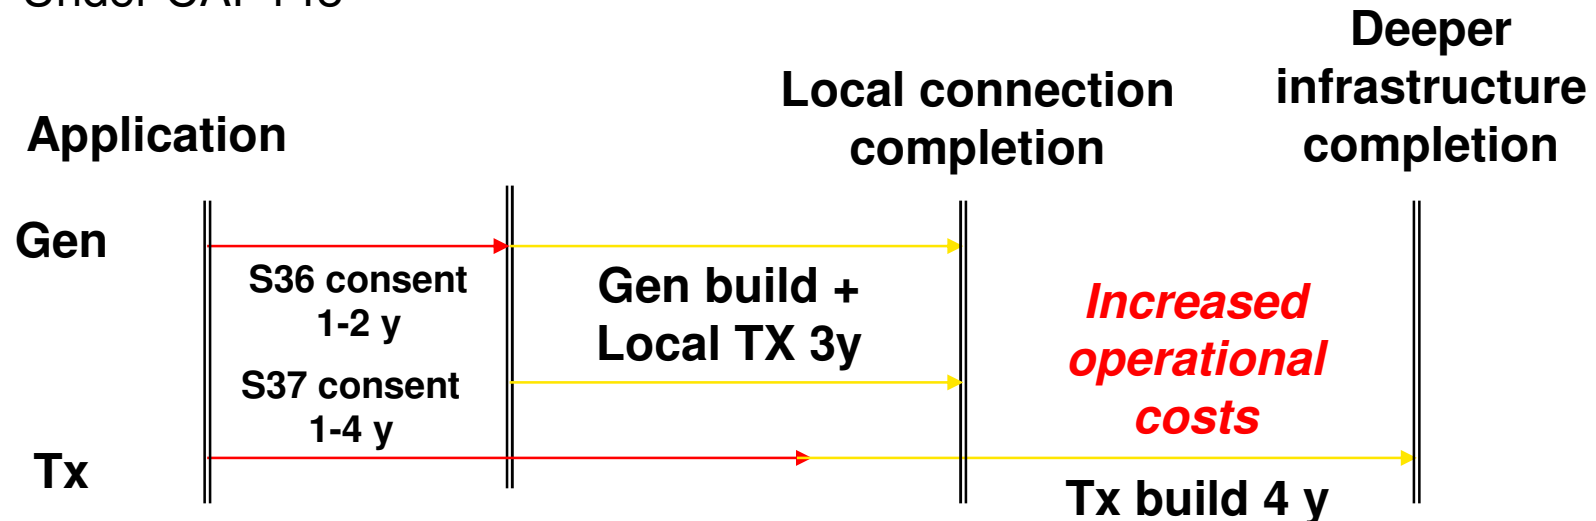 Deeper
infrastructure
completion
Local connection
completion
Application
Gen
S36 consent
1-2 y
Gen build +
Local TX 3y
Increased
operational
costs
S37 consent
1-4 y
Tx
Tx build 4 y